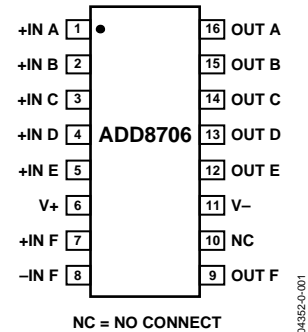 +IN A 1 16 OUT A
+IN B 2 15 OUT B
+IN C 3 14 OUT C
+IN D 4 ADD8706 13 OUT D
+IN E 5 12 OUT E
V+ 6 11 V–
+IN F 7 10 NC
–IN F 8 9 OUT F
NC = NO CONNECT
04352-0-001